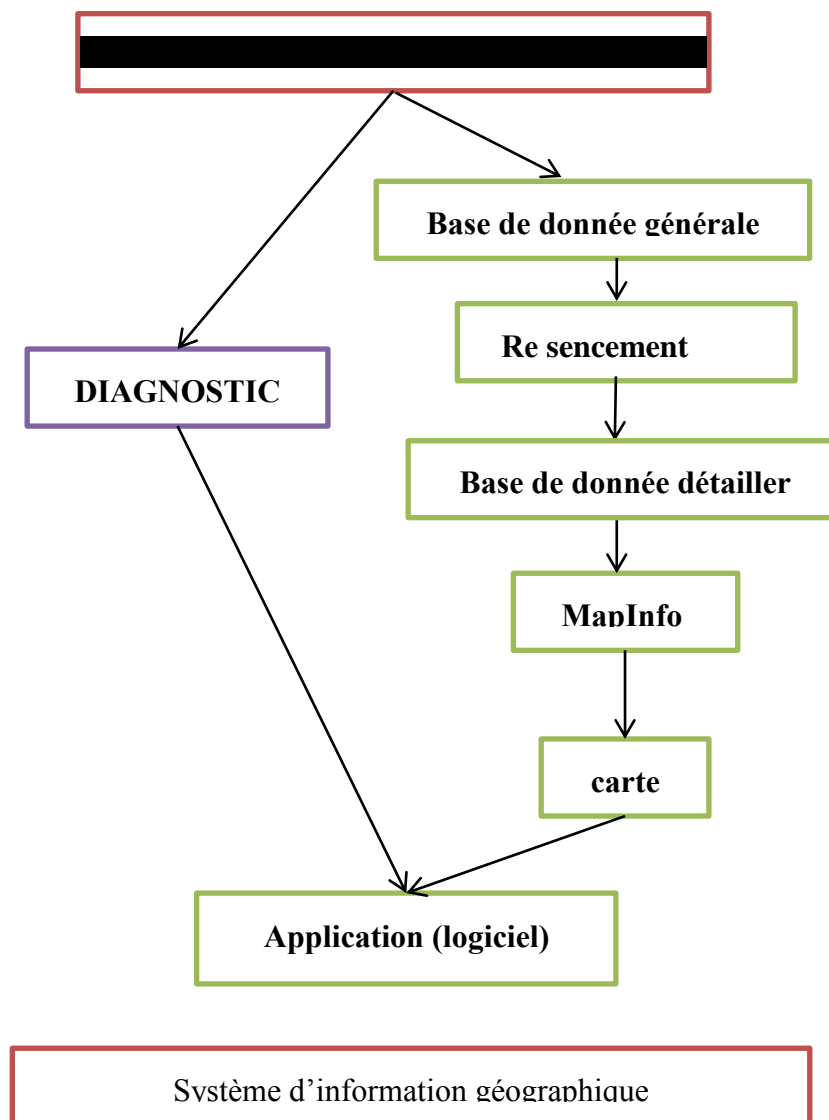 Base de donnée générale
Re sencement
DIAGNOSTIC
Base de donnée détailler
MapInfo
carte
Application (logiciel)
Système d’information géographique